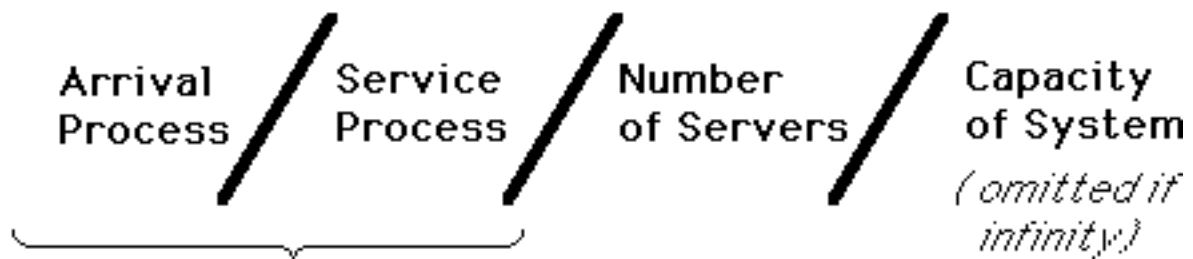 Arrival Service Number Capacity
Process Process of Servers of System
(omitted if
infinity)